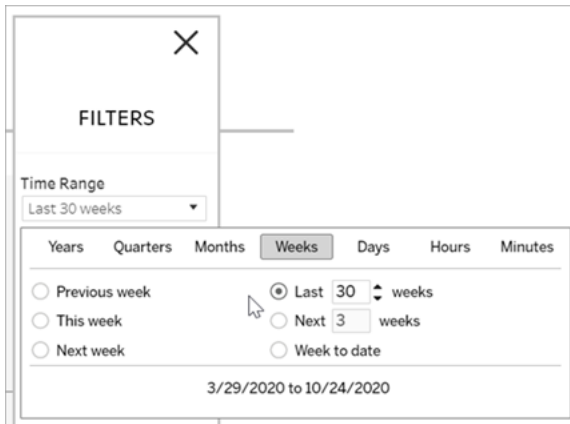 FILTERS
Time Range
Last 30 weeks
Years Quarters Months Weeks Days Hours Minutes
Previous week Last 30 weeks
This week Next 3 weeks
Next week Week to date
3/29/2020 to 10/24/2020